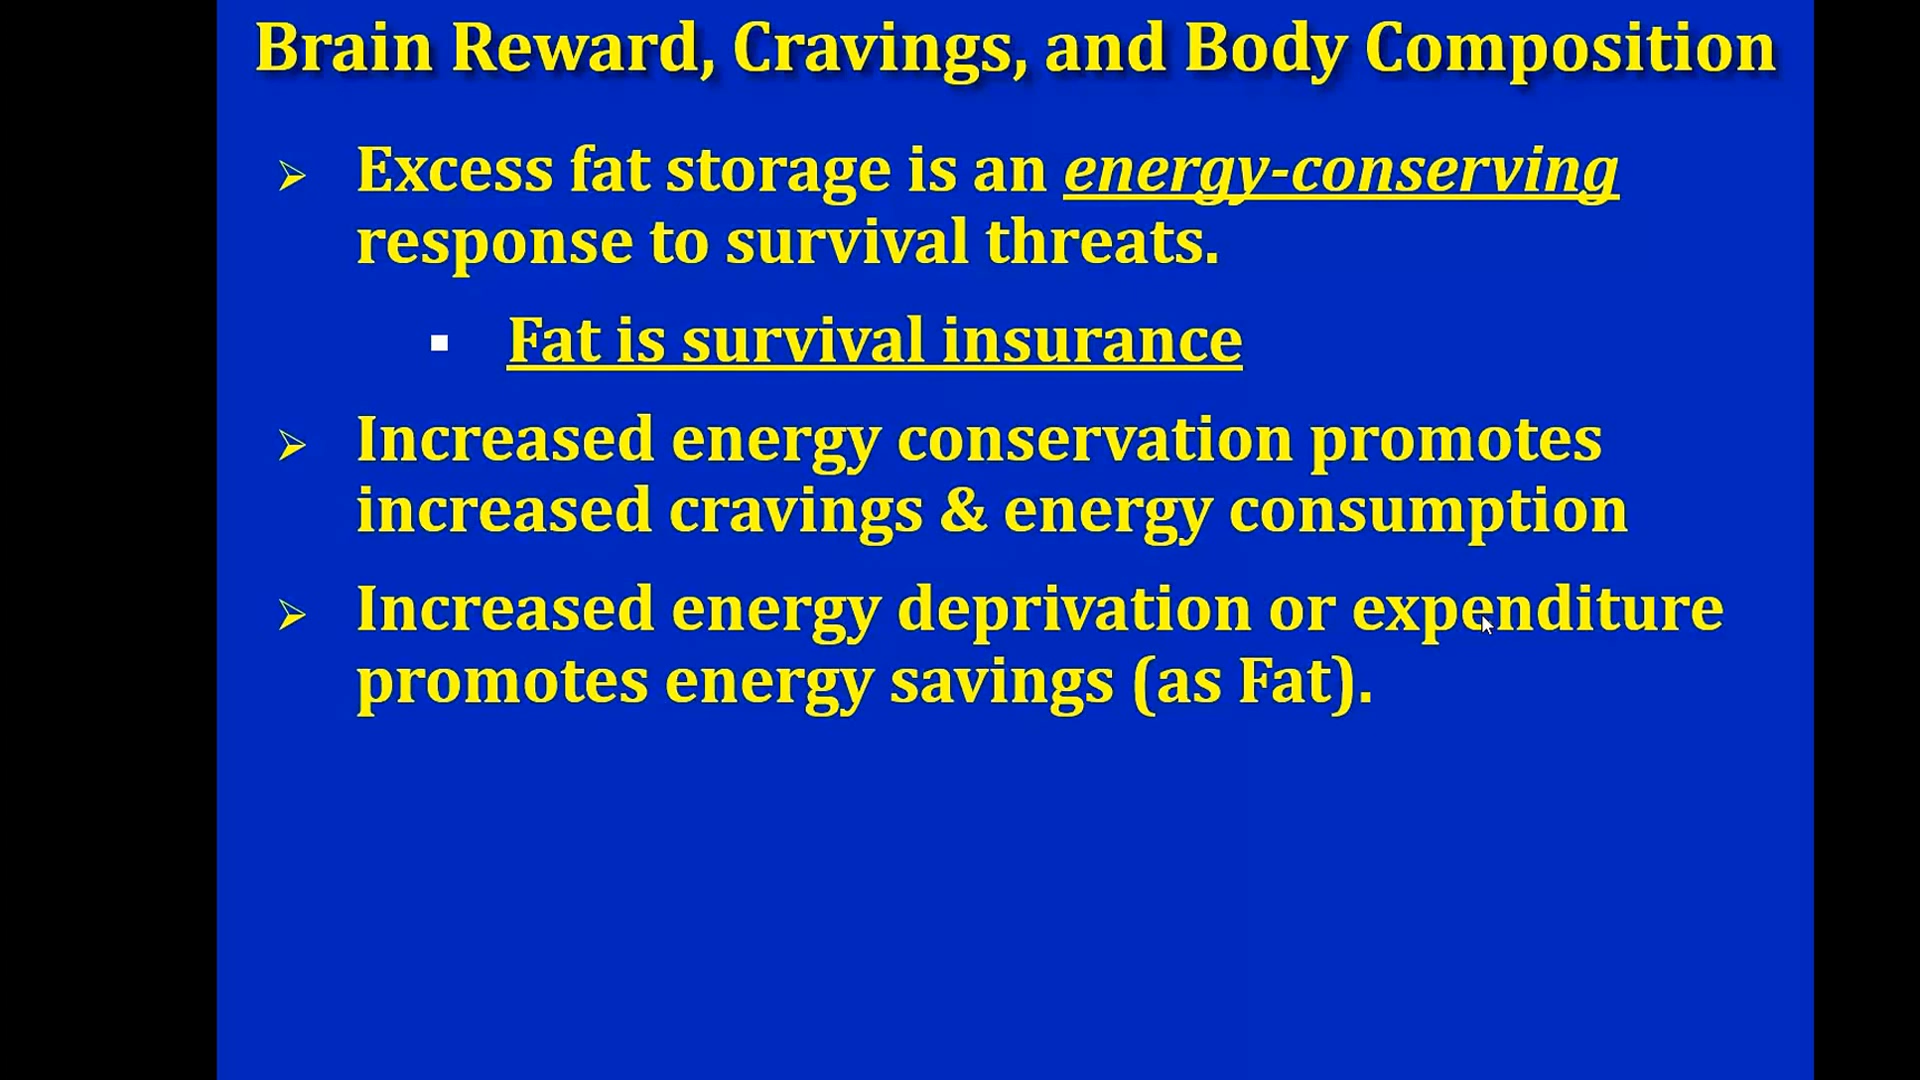 Brain Reward, Cravings, and Body Composition
Excess fat storage is an energy-conserving
response to survival threats.
Fat is survival insurance
Increased energy conservation promotes
increased cravings & energy consumption
Increased energy deprivation or expenditure
promotes energy savings (as Fat).